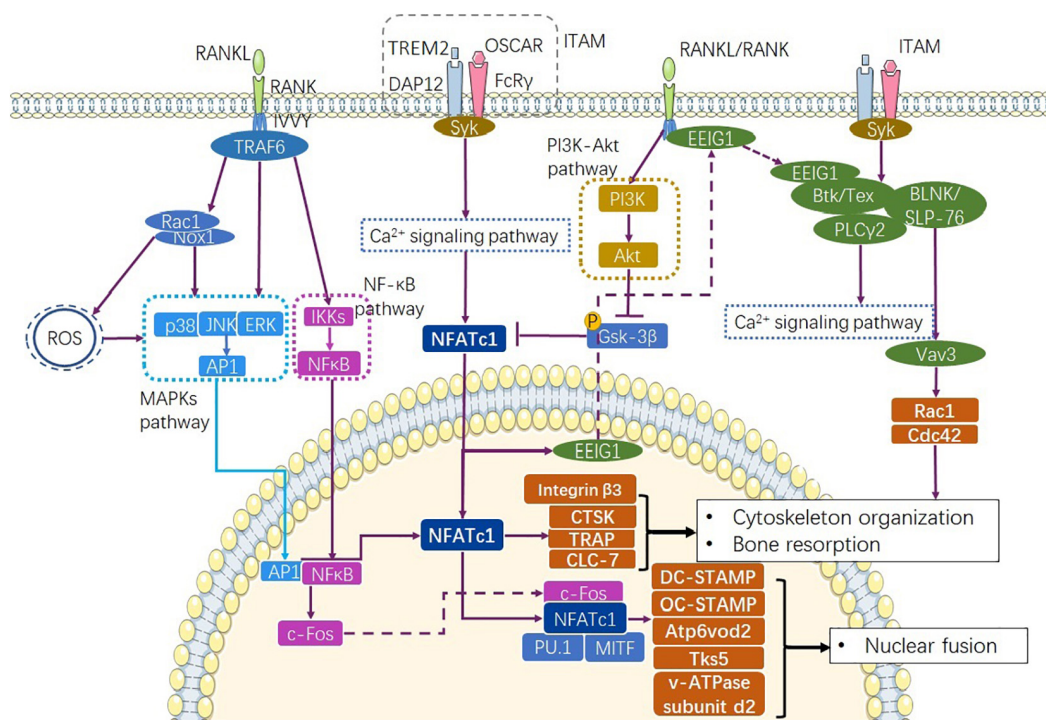 RANKL
RANK
IVVY
TRAF6
TREM2
OSCAR
ITAM
DAP12
FcRγ
Syk
RANKL/RANK
EEIG1
ITAM
Syk
PI3K-Akt
pathway
PI3K
Akt
EEIG1
Btk/Tex
BLNK/
SLP-76
PLCγ2
Rac1
Nox1
Ca²⁺ signaling pathway
NF-κB
pathway
ROS
p38
JNK
ERK
AP1
IKKs
NFκB
MAPKs
pathway
NFATc1
P
Gsk-3β
Ca²⁺ signaling pathway
Vav3
Rac1
Cdc42
EEIG1
NFATc1
Integrin β3
CTSK
TRAP
CLC-7
• Cytoskeleton organization
• Bone resorption
AP1
NFκB
c-Fos
c-Fos
NFATc1
PU.1
MITF
DC-STAMP
OC-STAMP
Atp6vod2
Tks5
v-ATPase
subunit d2
• Nuclear fusion